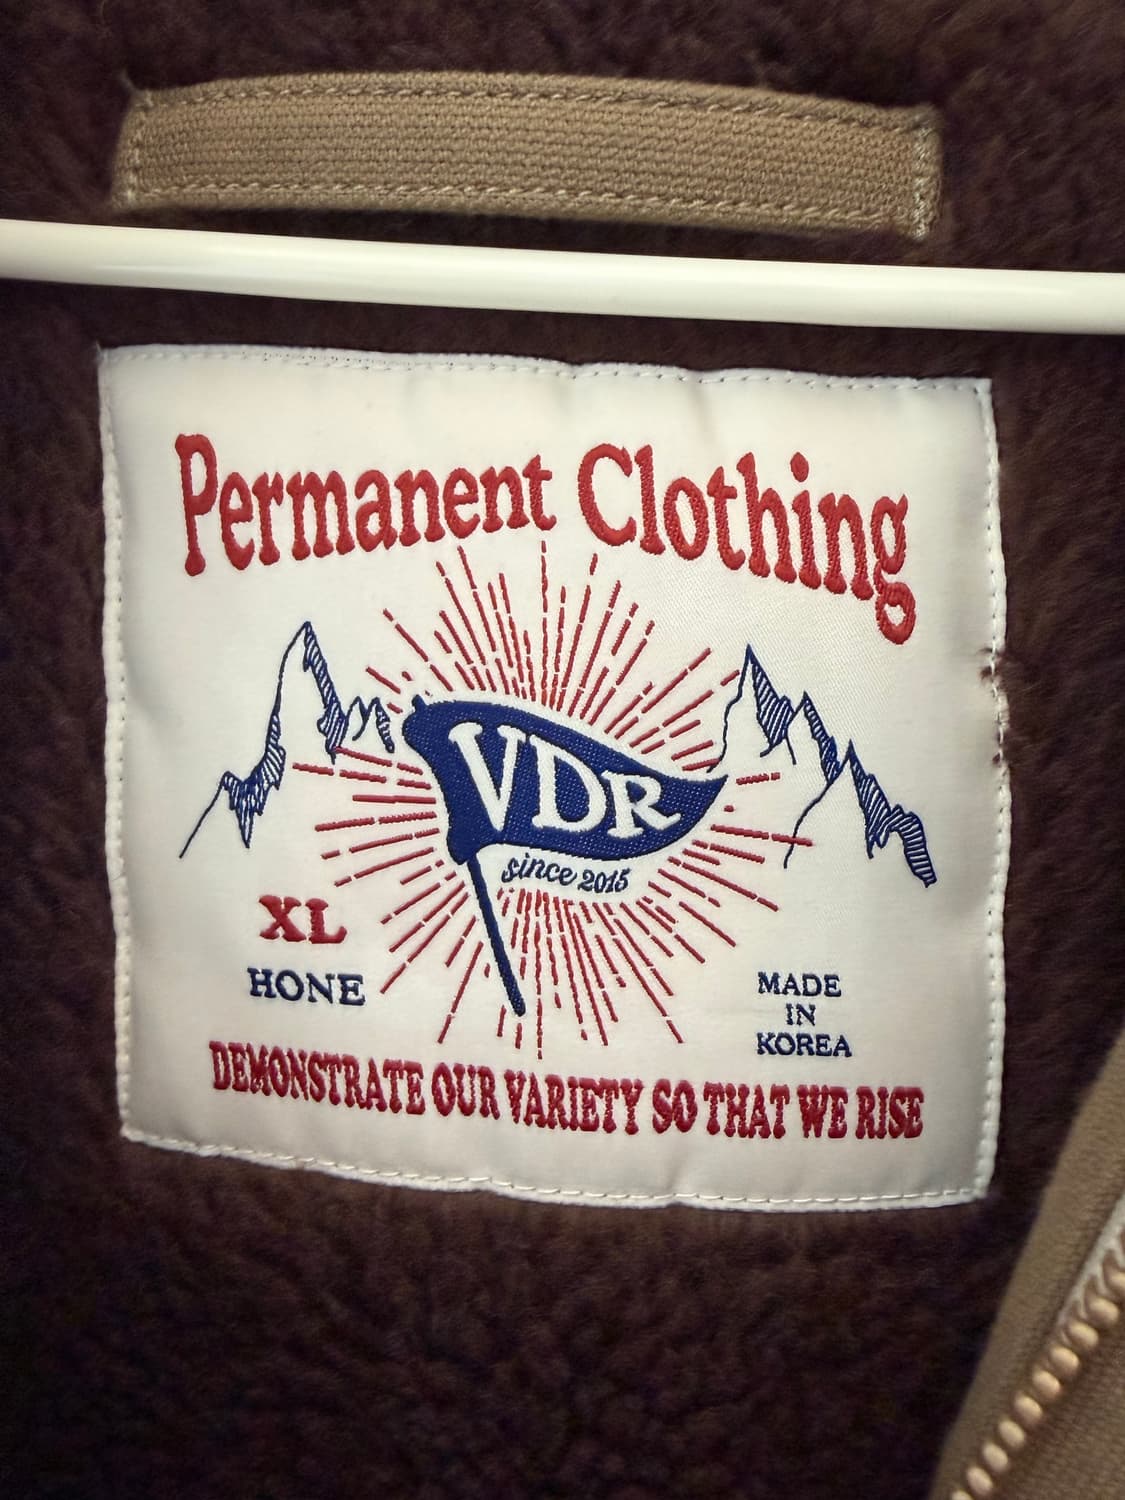 Permanent Clothing
VDR
since 2015
XL
HONE
MADE
IN
KOREA
DEMONSTRATE OUR VARIETY SO THAT WE RISE